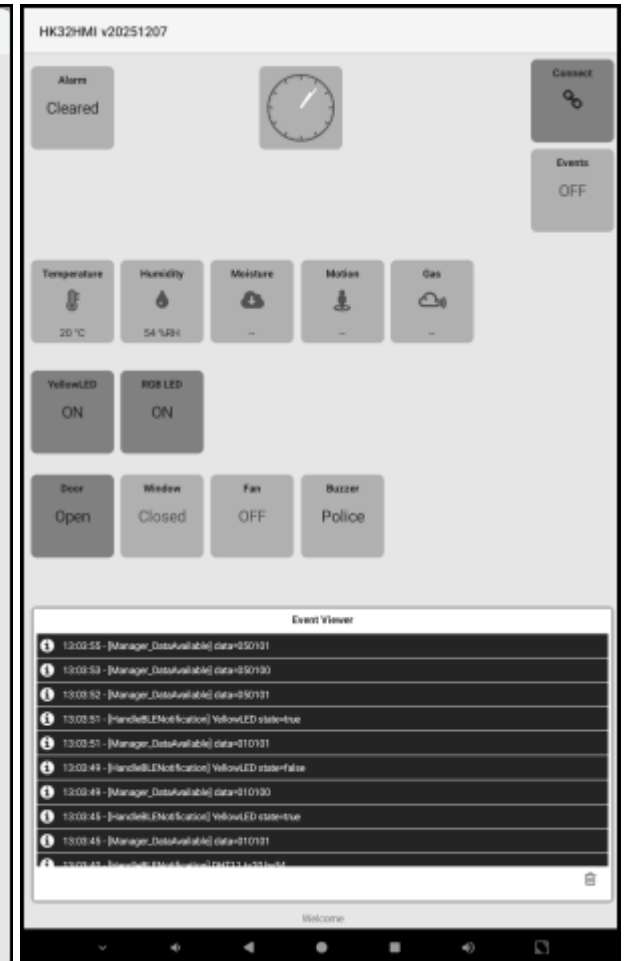 HK32HMI v20251207
Alarm
Cleared
Connect
Events
OFF
Temperature Humidity Moisture Motion Gas
20 °C 54 %RH -- -- --
YellowLED RGB LED
ON ON
Door Window Fan Buzzer
Open Closed OFF Police
Event Viewer
13:03:55 - [Manager_DataAvailable] data=050101
13:03:53 - [Manager_DataAvailable] data=050100
13:03:52 - [Manager_DataAvailable] data=050101
13:03:51 - [HandleBLENotification] YellowLED state=true
13:03:51 - [Manager_DataAvailable] data=010101
13:03:49 - [HandleBLENotification] YellowLED state=false
13:03:49 - [Manager_DataAvailable] data=010100
13:03:45 - [HandleBLENotification] YellowLED state=true
13:03:45 - [Manager_DataAvailable] data=010101
[HandleBLENotification] DHT11
Welcome